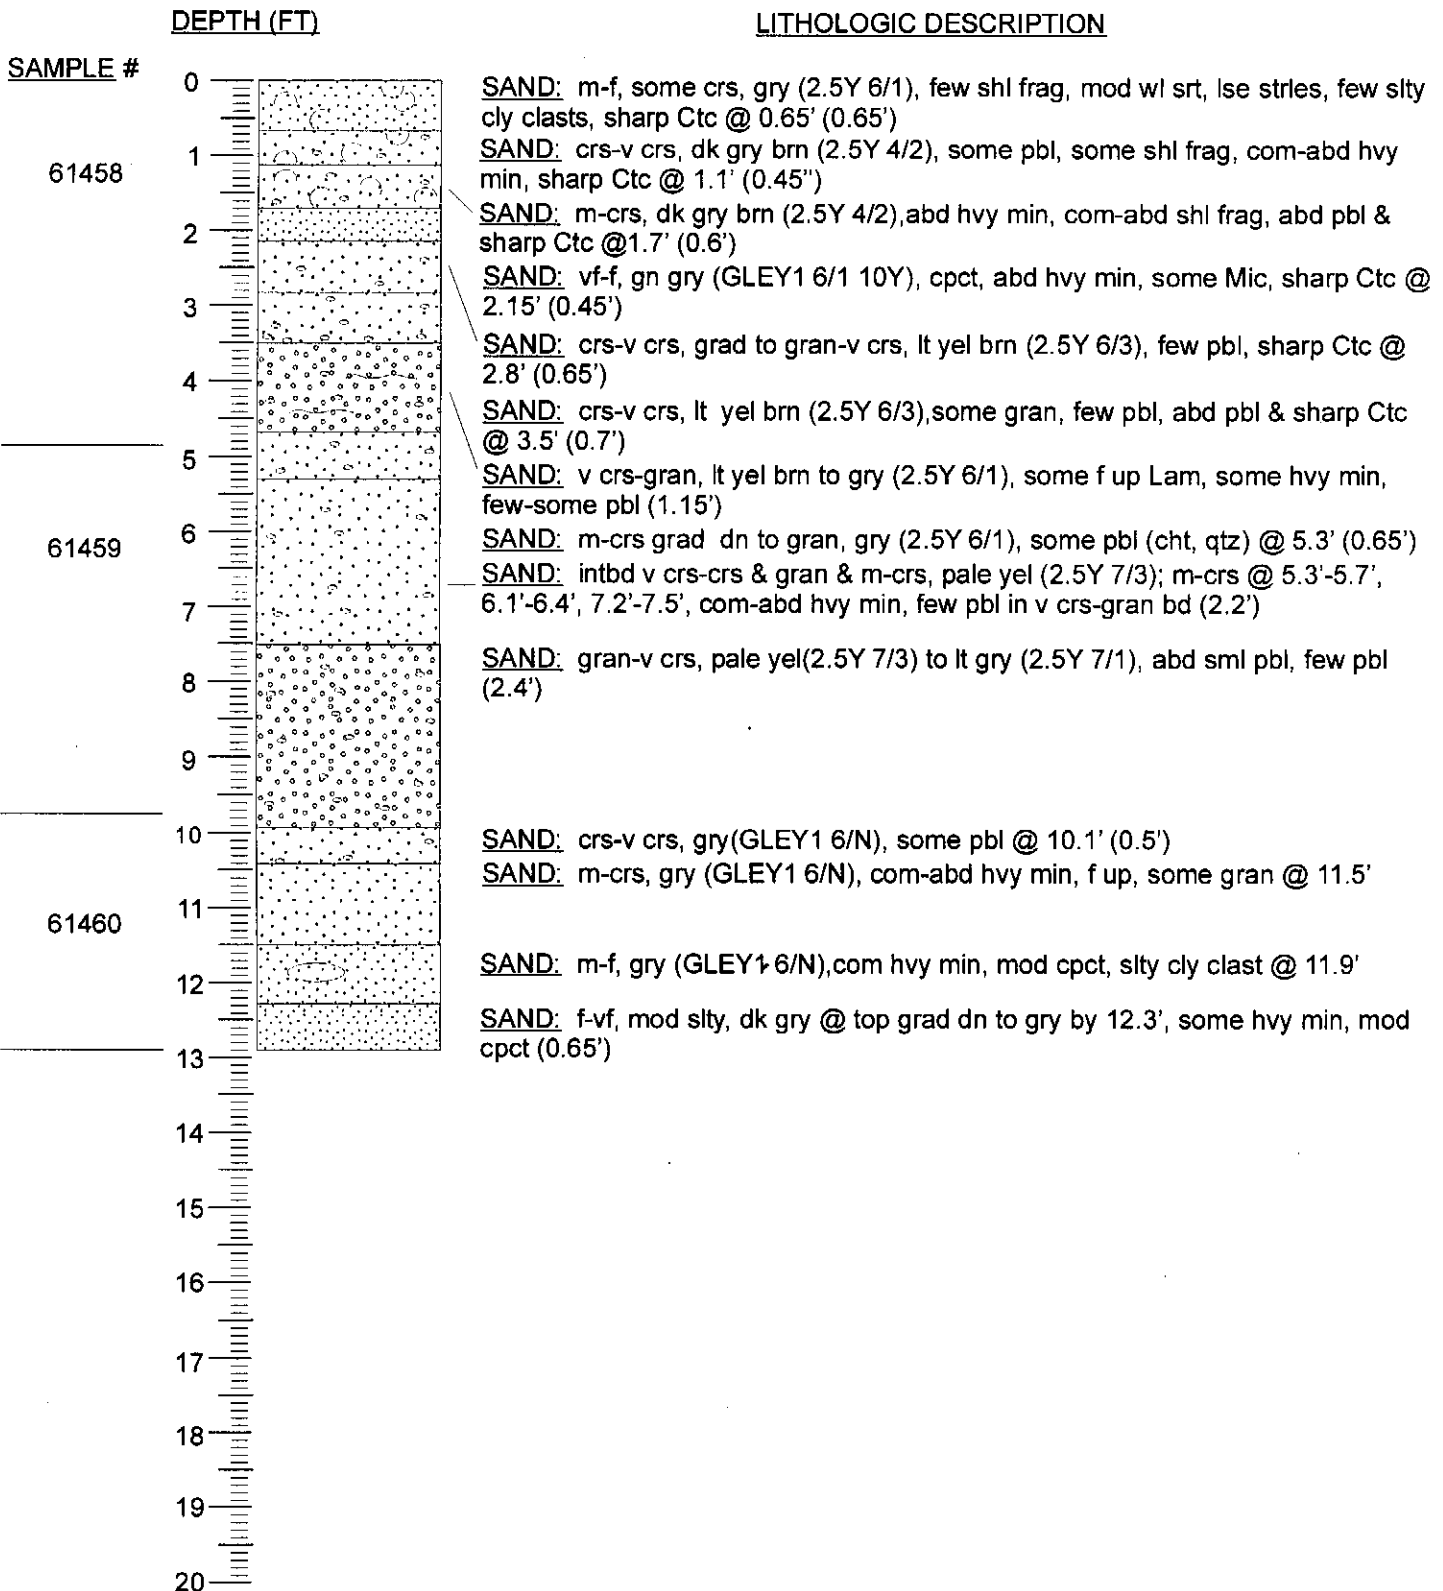 DEPTH (FT)
LITHOLOGIC DESCRIPTION
SAMPLE #
0
SAND: m-f, some crs, gry (2.5Y 6/1), few shl frag, mod wl srt, lse strles, few slty
cly clasts, sharp Ctc @ 0.65' (0.65')
1
61458
SAND: crs-v crs, dk gry brn (2.5Y 4/2), some pbl, some shl frag, com-abd hvy
min, sharp Ctc @ 1.1' (0.45")
2
SAND: m-crs, dk gry brn (2.5Y 4/2),abd hvy min, com-abd shl frag, abd pbl &
sharp Ctc @1.7' (0.6')
3
SAND: vf-f, gn gry (GLEY1 6/1 10Y), cpct, abd hvy min, some Mic, sharp Ctc @
2.15' (0.45')
SAND: crs-v crs, grad to gran-v crs, lt yel brn (2.5Y 6/3), few pbl, sharp Ctc @
2.8' (0.65')
4
SAND: crs-v crs, lt yel brn (2.5Y 6/3),some gran, few pbl, abd pbl & sharp Ctc
@ 3.5' (0.7')
5
SAND: v crs-gran, lt yel brn to gry (2.5Y 6/1), some f up Lam, some hvy min,
few-some pbl (1.15')
6
61459
SAND: m-crs grad dn to gran, gry (2.5Y 6/1), some pbl (cht, qtz) @ 5.3' (0.65')
SAND: intbd v crs-crs & gran & m-crs, pale yel (2.5Y 7/3); m-crs @ 5.3'-5.7',
6.1'-6.4', 7.2'-7.5', com-abd hvy min, few pbl in v crs-gran bd (2.2')
7
8
SAND: gran-v crs, pale yel(2.5Y 7/3) to lt gry (2.5Y 7/1), abd sml pbl, few pbl
(2.4')
9
10
SAND: crs-v crs, gry(GLEY1 6/N), some pbl @ 10.1' (0.5')
SAND: m-crs, gry (GLEY1 6/N), com-abd hvy min, f up, some gran @ 11.5'
11
61460
12
SAND: m-f, gry (GLEY1 6/N),com hvy min, mod cpct, slty cly clast @ 11.9'
SAND: f-vf, mod slty, dk gry @ top grad dn to gry by 12.3', some hvy min, mod
cpct (0.65')
13
14
15
16
17
18
19
20